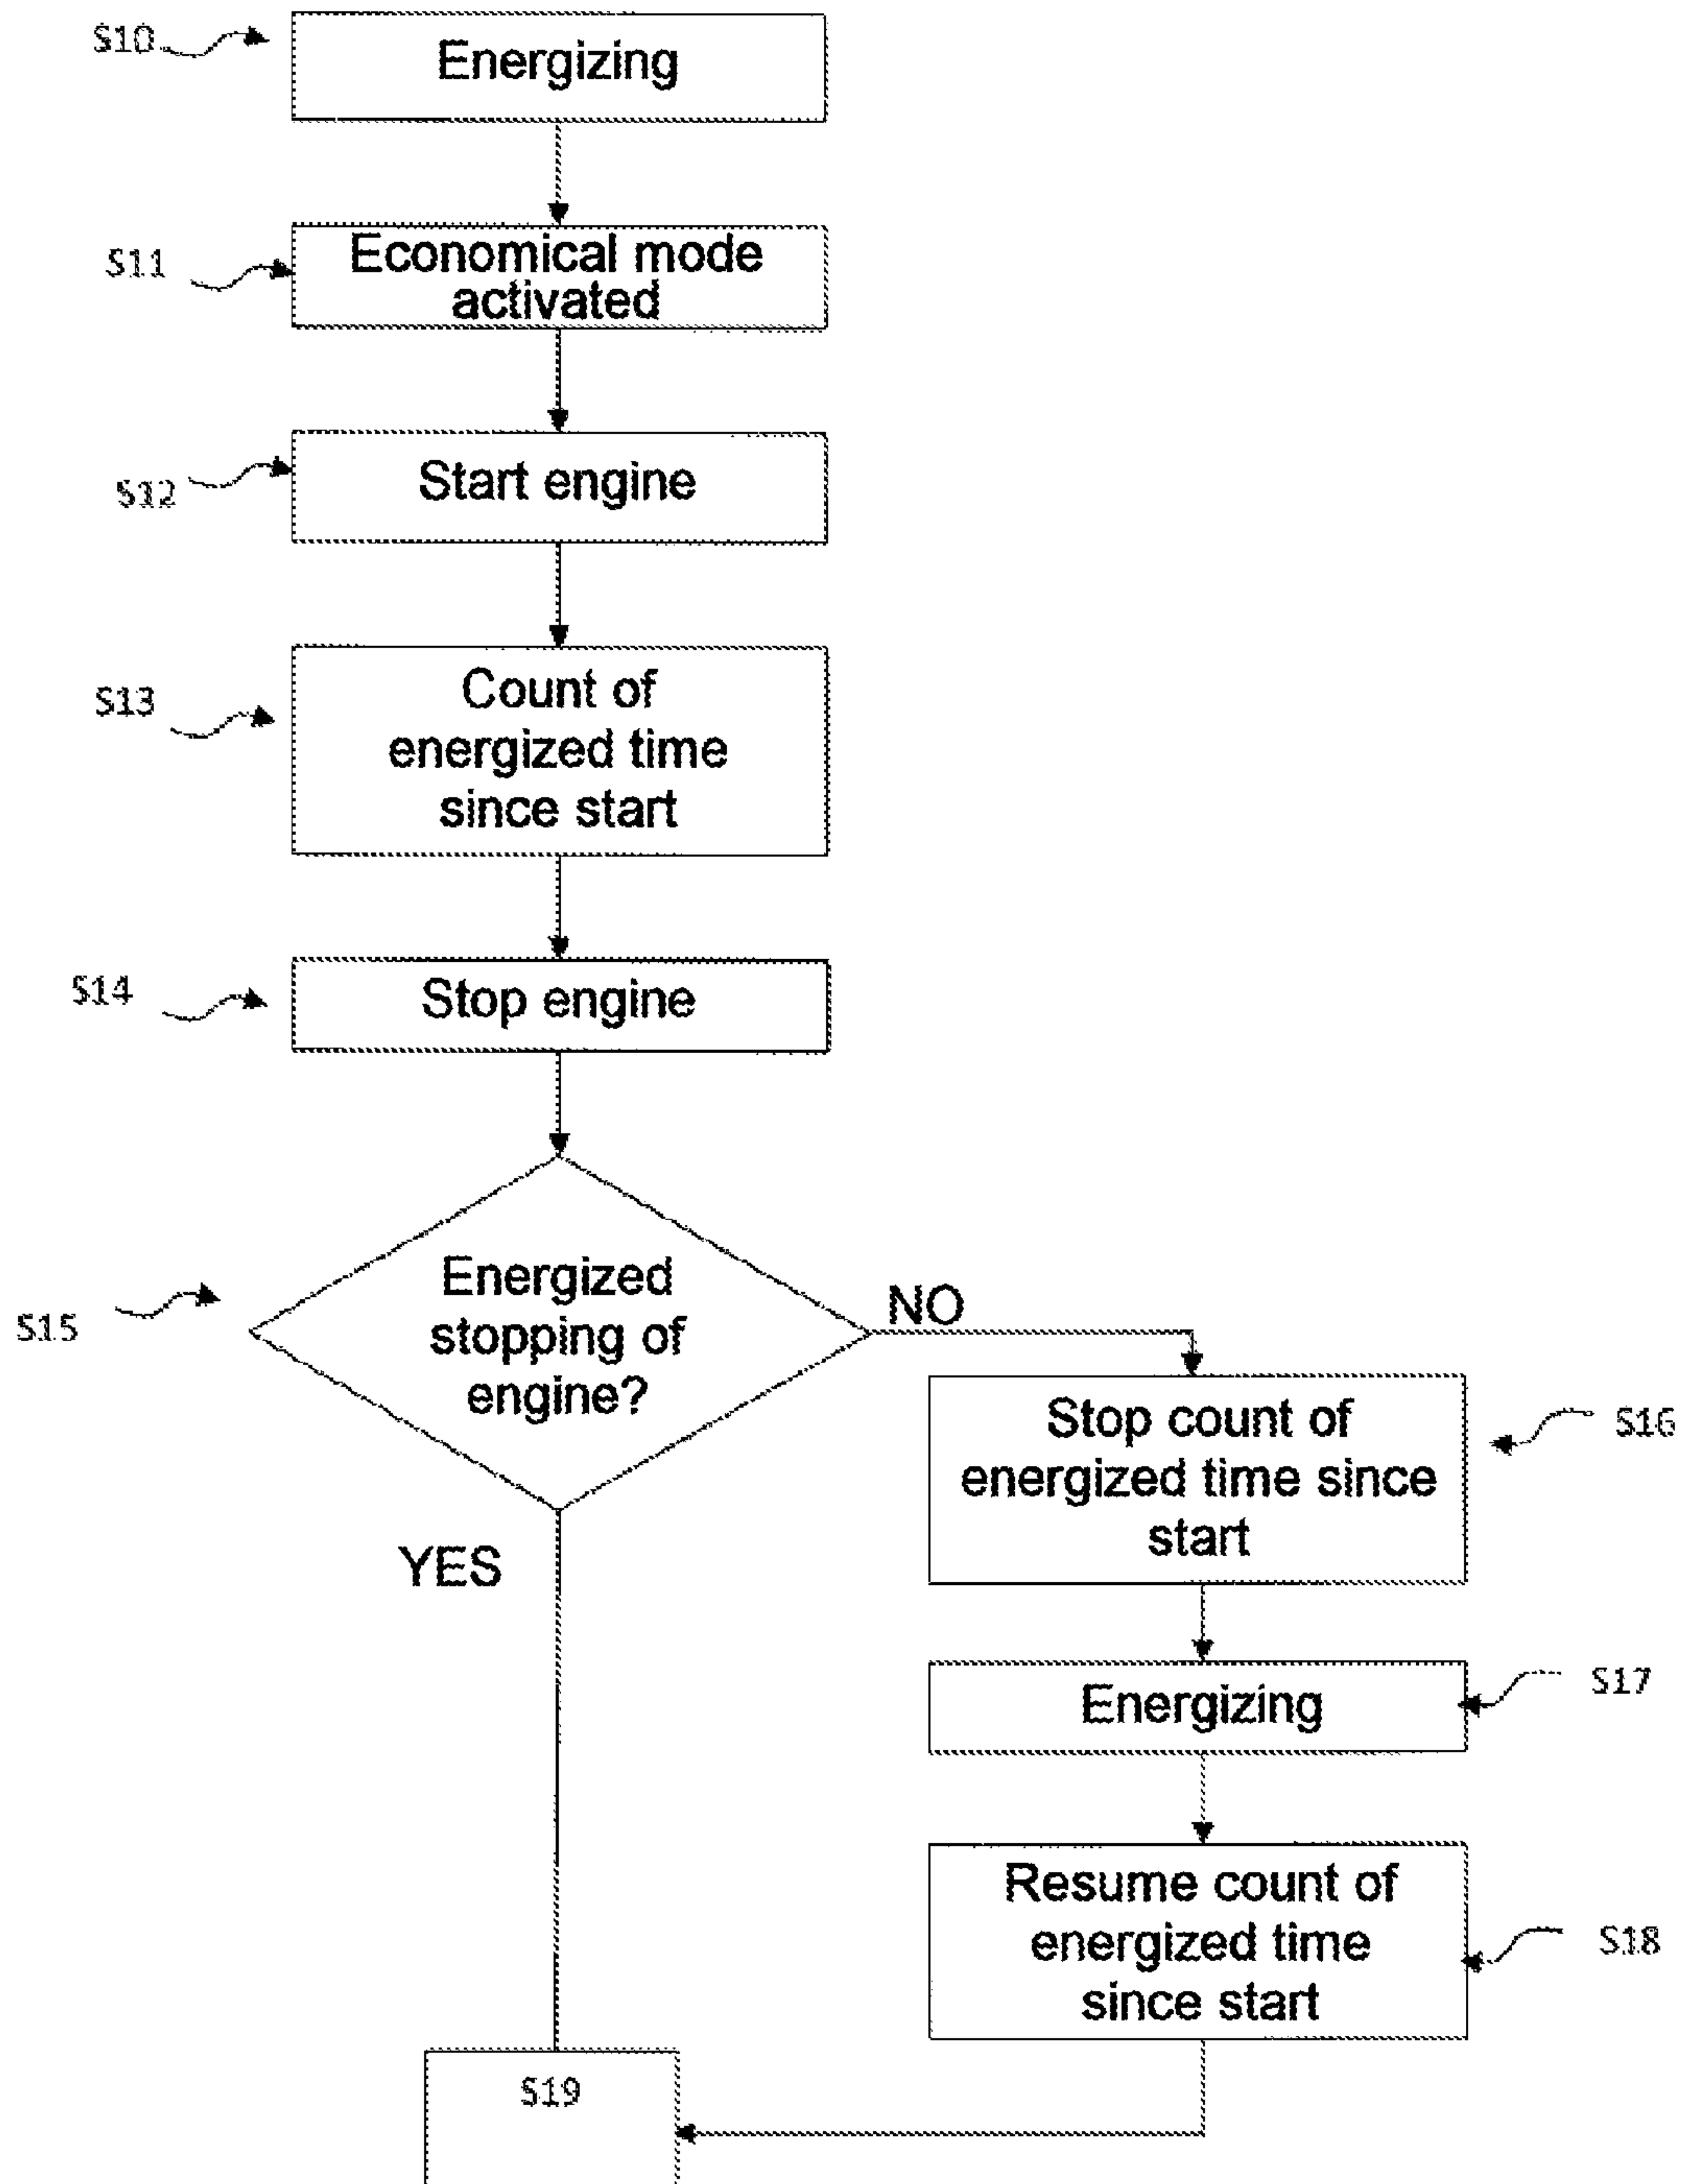 S10
Energizing
S11
Economical mode
activated
S12
Start engine
S13
Count of
energized time
since start
S14
Stop engine
S15
Energized
stopping of
engine?
NO
YES
Stop count of
energized time since
start
S16
Energizing
S17
Resume count of
energized time
since start
S18
S19